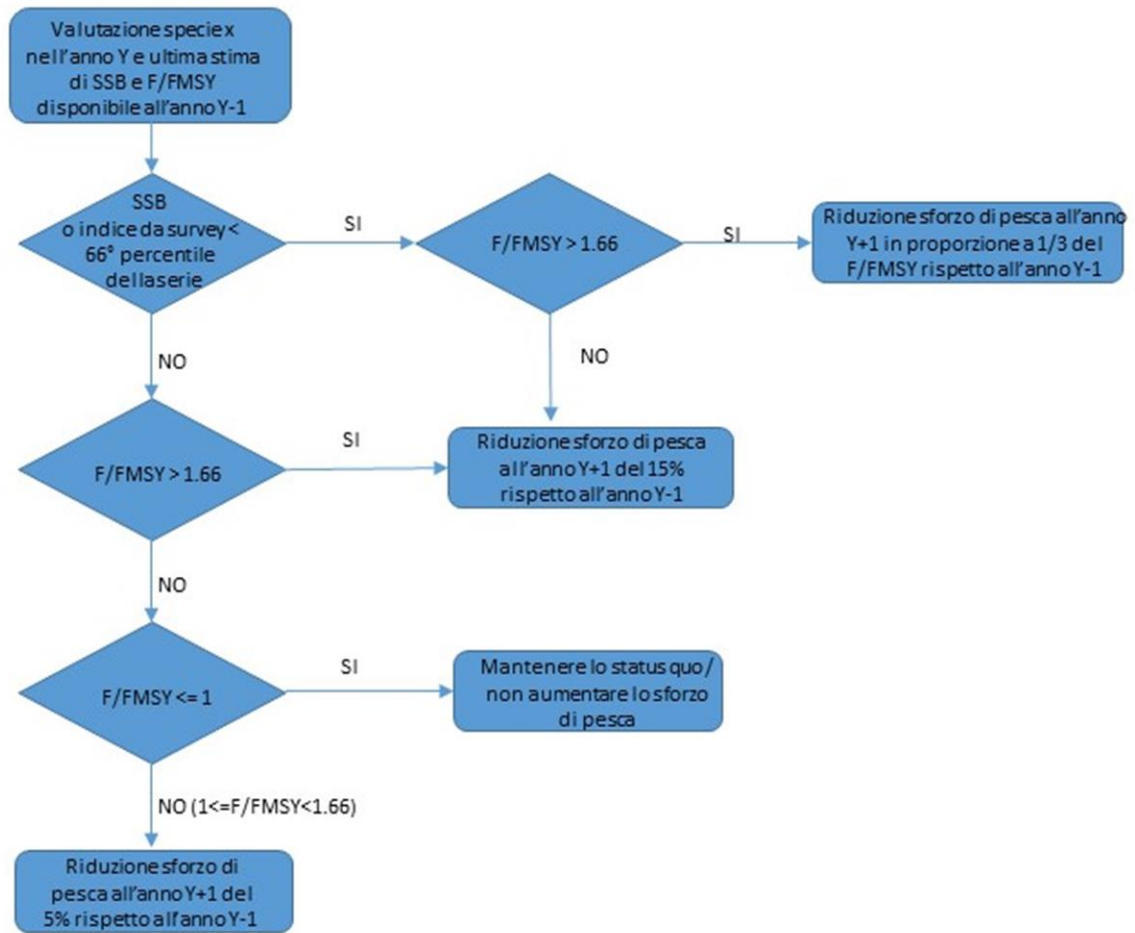 Valutazione specie x
nell'anno Y e ultima stima
di SSB e F/FMSY
disponibile all'anno Y-1
SSB
o indice da survey <
66° percentile
della serie
SI
F/FMSY > 1.66
SI
Riduzione sforzo di pesca all'anno
Y+1 in proporzione a 1/3 del
F/FMSY rispetto all'anno Y-1
NO
NO
F/FMSY > 1.66
SI
Riduzione sforzo di pesca
all'anno Y+1 del 15%
rispetto all'anno Y-1
NO
F/FMSY <= 1
SI
Mantenere lo status quo /
non aumentare lo sforzo
di pesca
NO (1<=F/FMSY<1.66)
Riduzione sforzo di
pesca all'anno Y+1 del
5% rispetto all'anno Y-1